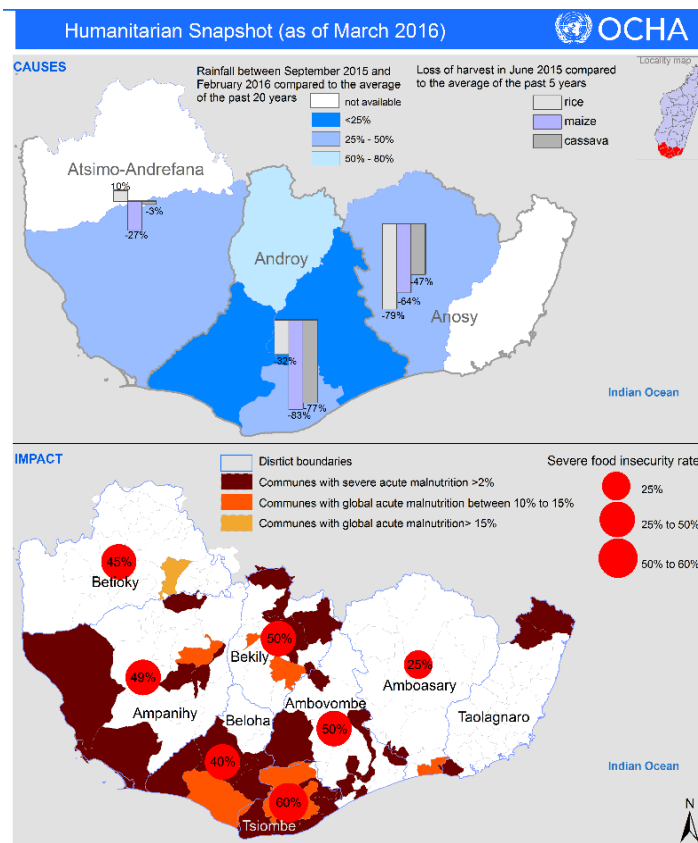 Humanitarian Snapshot (as of March 2016)
OCHA
CAUSES
Rainfall between September 2015 and
February 2016 compared to the average
of the past 20 years
not available
<25%
25% - 50%
50% - 80%
Loss of harvest in June 2015 compared
to the average of the past 5 years
rice
maize
cassava
Locality map
Atsimo-Andrefana
10%
-3%
-27%
Androy
-47%
-64%
-79%
Anosy
-32%
-77%
-83%
Indian Ocean
IMPACT
Disrtict boundaries
Communes with severe acute malnutrition >2%
Communes with global acute malnutrition between 10% to 15%
Communes with global acute malnutrition> 15%
Severe food insecurity rate
25%
25% to 50%
50% to 60%
45%
Betioky
50%
Bekily
49%
25%
Amboasary
Ambovombe
Taolagnaro
Ampanihy
Beloha
50%
40%
60%
Tsiombe
Indian Ocean
N